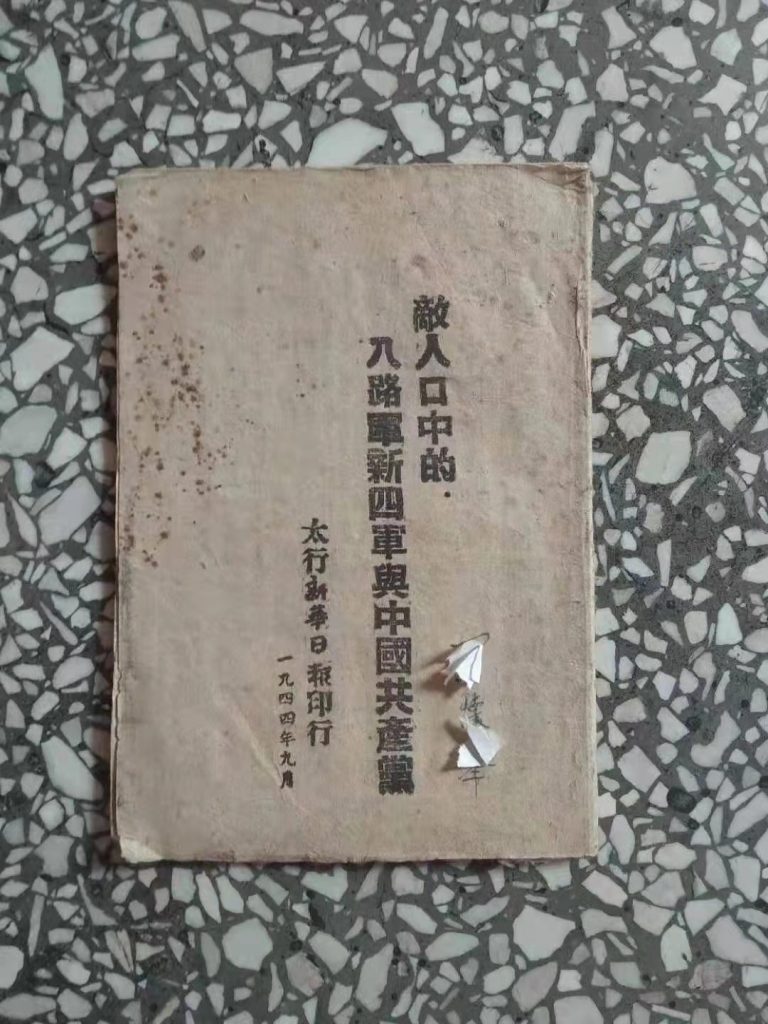 敵人口中的·
八路軍新四軍與中國共產黨
太行新華日報印行
一九四四年九月